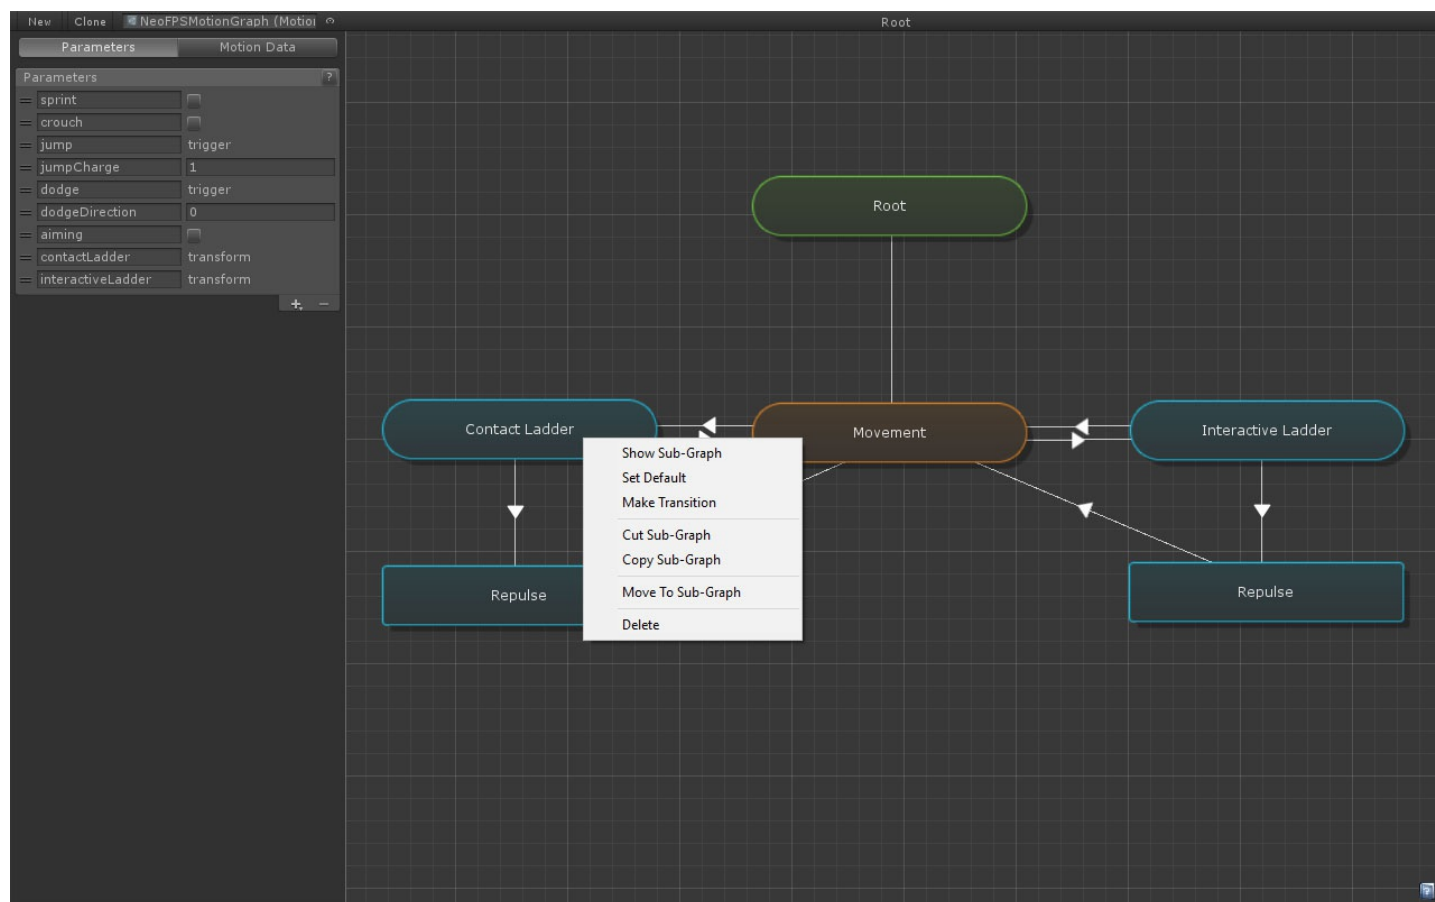 New Clone NeoFPSMotionGraph (Motio
Root
Parameters Motion Data
Parameters ?
sprint
crouch
jump trigger
jumpCharge 1
dodge trigger
dodgeDirection 0
aiming
contactLadder transform
interactiveLadder transform
+ −
Root
Contact Ladder
Movement
Interactive Ladder
Show Sub-Graph
Set Default
Make Transition
Cut Sub-Graph
Copy Sub-Graph
Move To Sub-Graph
Delete
Repulse
Repulse
?